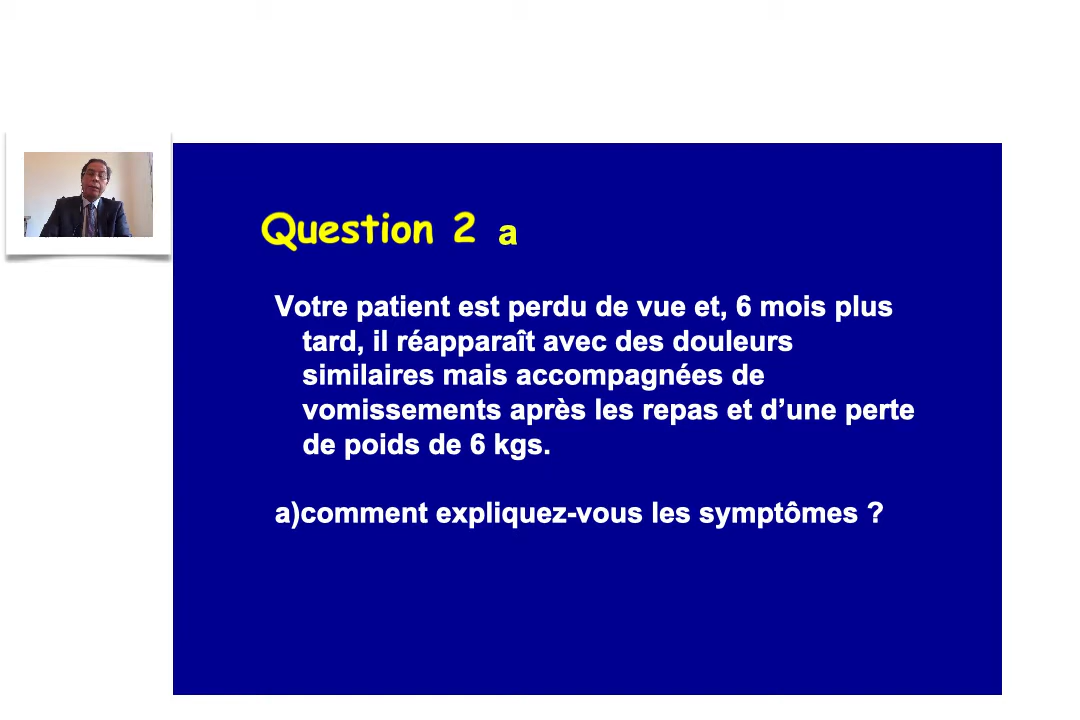 Question 2 a
Votre patient est perdu de vue et, 6 mois plus
tard, il réapparaît avec des douleurs
similaires mais accompagnées de
vomissements après les repas et d’une perte
de poids de 6 kgs.
a)comment expliquez-vous les symptômes ?